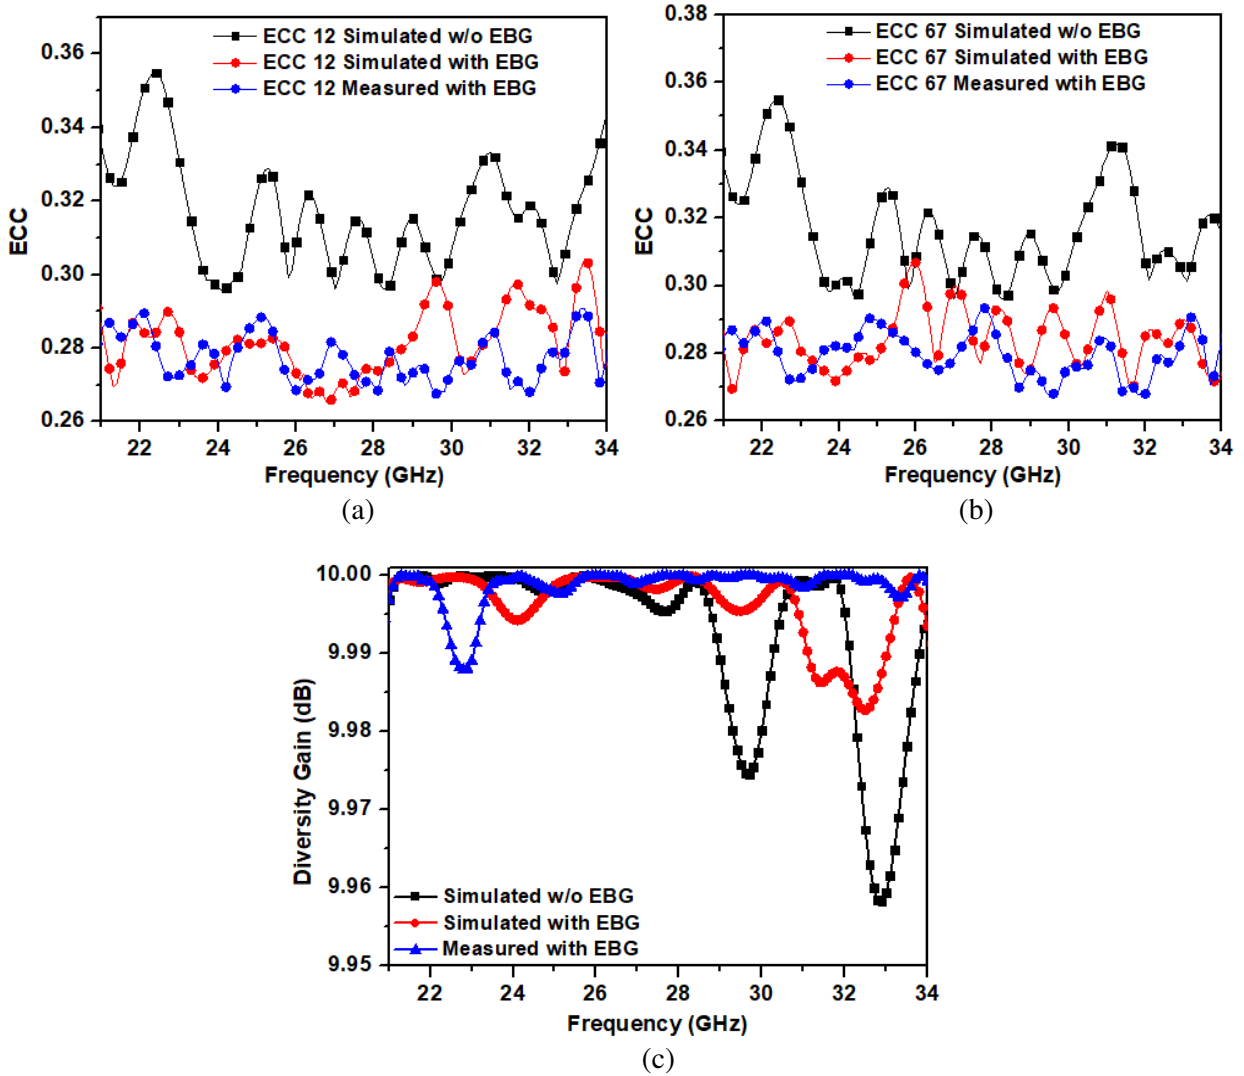 ECC 12 Simulated w/o EBG
ECC 12 Simulated with EBG
ECC 12 Measured with EBG
0.36
0.34
0.32
0.30
0.28
0.26
ECC
22 24 26 28 30 32 34
Frequency (GHz)
(a)
ECC 67 Simulated w/o EBG
ECC 67 Simulated with EBG
ECC 67 Measured wtih EBG
0.38
0.36
0.34
0.32
0.30
0.28
0.26
ECC
22 24 26 28 30 32 34
Frequency (GHz)
(b)
10.00
9.99
9.98
9.97
9.96
9.95
Diversity Gain (dB)
Simulated w/o EBG
Simulated with EBG
Measured with EBG
22 24 26 28 30 32 34
Frequency (GHz)
(c)